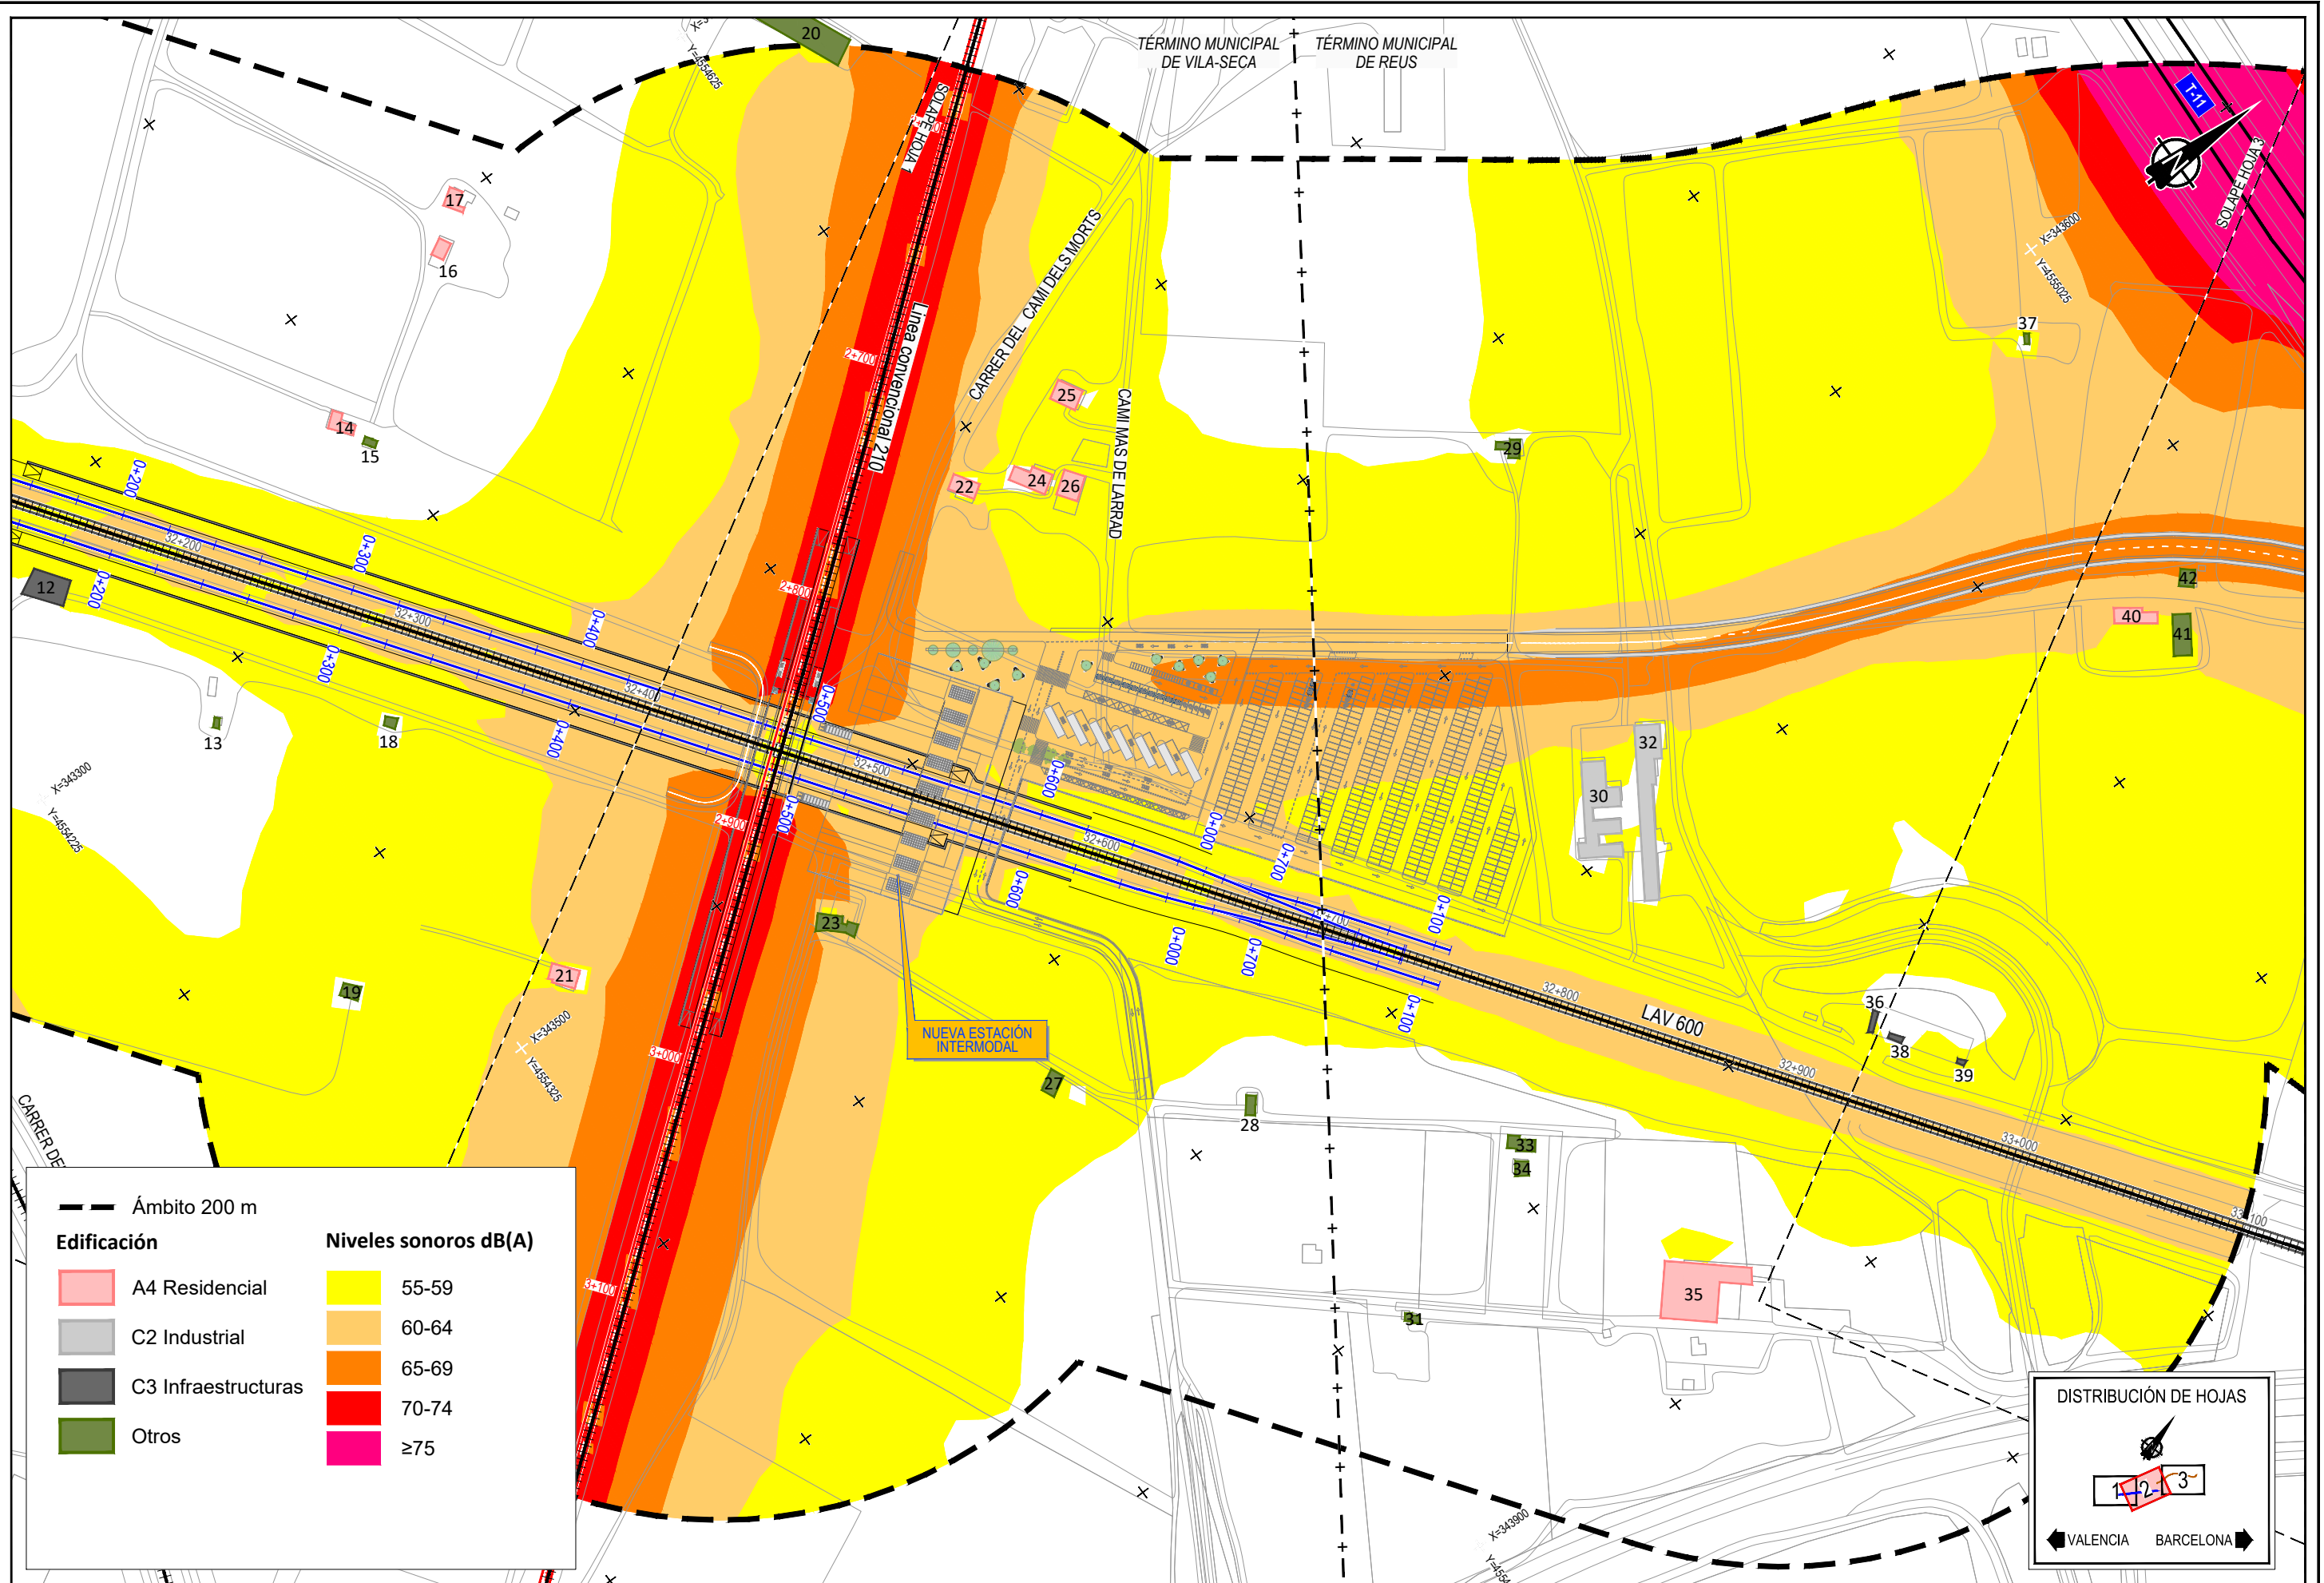 TÉRMINO MUNICIPAL
DE VILA-SECA
TÉRMINO MUNICIPAL
DE REUS
20
Y=4554625
SOLAPE HOJA 1
T-11
SOLAPE HOJA 3
X=343600
Y=4555025
17
16
14
15
37
2+700
Línea convencional 210
CARRER DEL CAMI DELS MORTS
CAMI MAS DE LARRAD
25
22
24
26
29
0+200
32+200
0+300
12
0+200
32+300
0+300
0+400
2+800
42
40
41
13
18
32+400
0+400
0+500
32+500
0+600
0+500
2+900
32+600
0+000
0+700
32+700
0+100
30
32
X=343300
Y=4554225
23
0+600
0+000
0+700
0+100
21
19
X=343500
Y=4554325
NUEVA ESTACIÓN
INTERMODAL
32+800
LAV 600
32+900
36
38
39
3+000
27
28
33
34
33+000
33+100
CARRER DE
3+100
31
35
Ámbito 200 m
Edificación
A4 Residencial
C2 Industrial
C3 Infraestructuras
Otros
Niveles sonoros dB(A)
55-59
60-64
65-69
70-74
≥75
X=343900
DISTRIBUCIÓN DE HOJAS
1
2
3
VALENCIA
BARCELONA